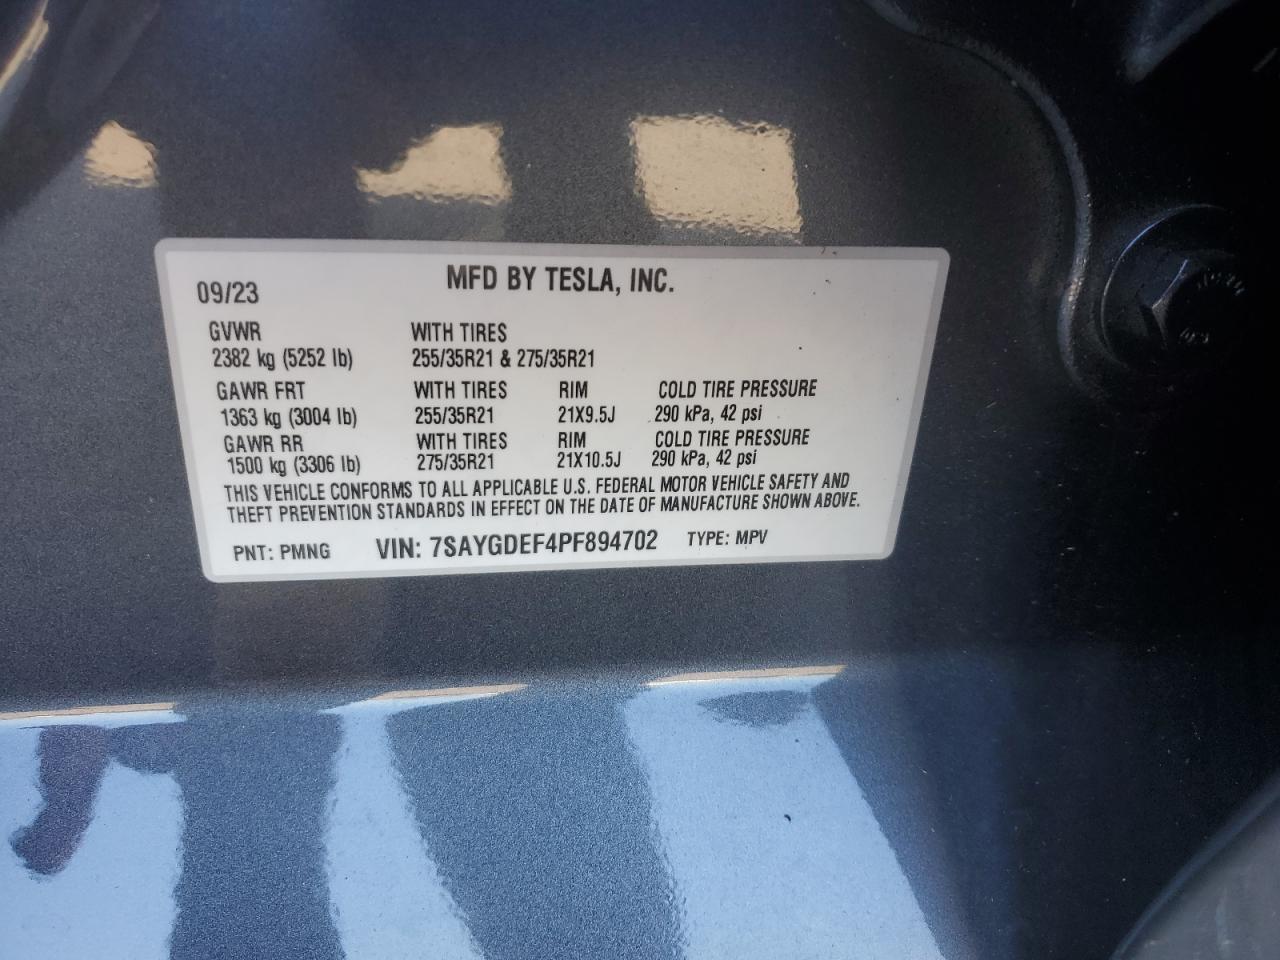 MFD BY TESLA, INC.
09/23
GVWR WITH TIRES
2382 kg (5252 lb) 255/35R21 & 275/35R21
GAWR FRT WITH TIRES RIM COLD TIRE PRESSURE
1363 kg (3004 lb) 255/35R21 21X9.5J 290 kPa, 42 psi
GAWR RR WITH TIRES RIM COLD TIRE PRESSURE
1500 kg (3306 lb) 275/35R21 21X10.5J 290 kPa, 42 psi
THIS VEHICLE CONFORMS TO ALL APPLICABLE U.S. FEDERAL MOTOR VEHICLE SAFETY AND
THEFT PREVENTION STANDARDS IN EFFECT ON THE DATE OF MANUFACTURE SHOWN ABOVE.
PNT: PMNG VIN: 7SAYGDEF4PF894702 TYPE: MPV